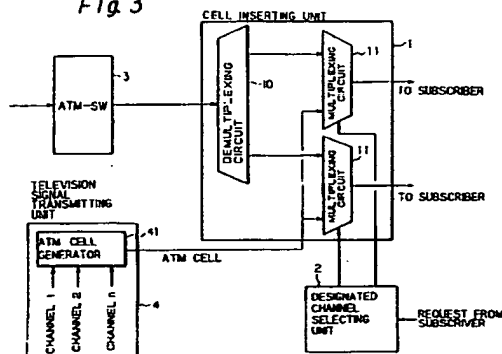 Fig. 3
CELL INSERTING UNIT
3
ATM-SW
10
DEMULTIPLEXING
CIRCUIT
11
MULTIPLEXING
CIRCUIT
1
TO SUBSCRIBER
11
MULTIPLEXING
CIRCUIT
TO SUBSCRIBER
TELEVISION
SIGNAL
TRANSMITTING
UNIT
41
ATM CELL
GENERATOR
ATM CELL
CHANNEL 1
CHANNEL 2
CHANNEL n
4
2
DESIGNATED
CHANNEL
SELECTING
UNIT
REQUEST FROM
SUBSCRIVER